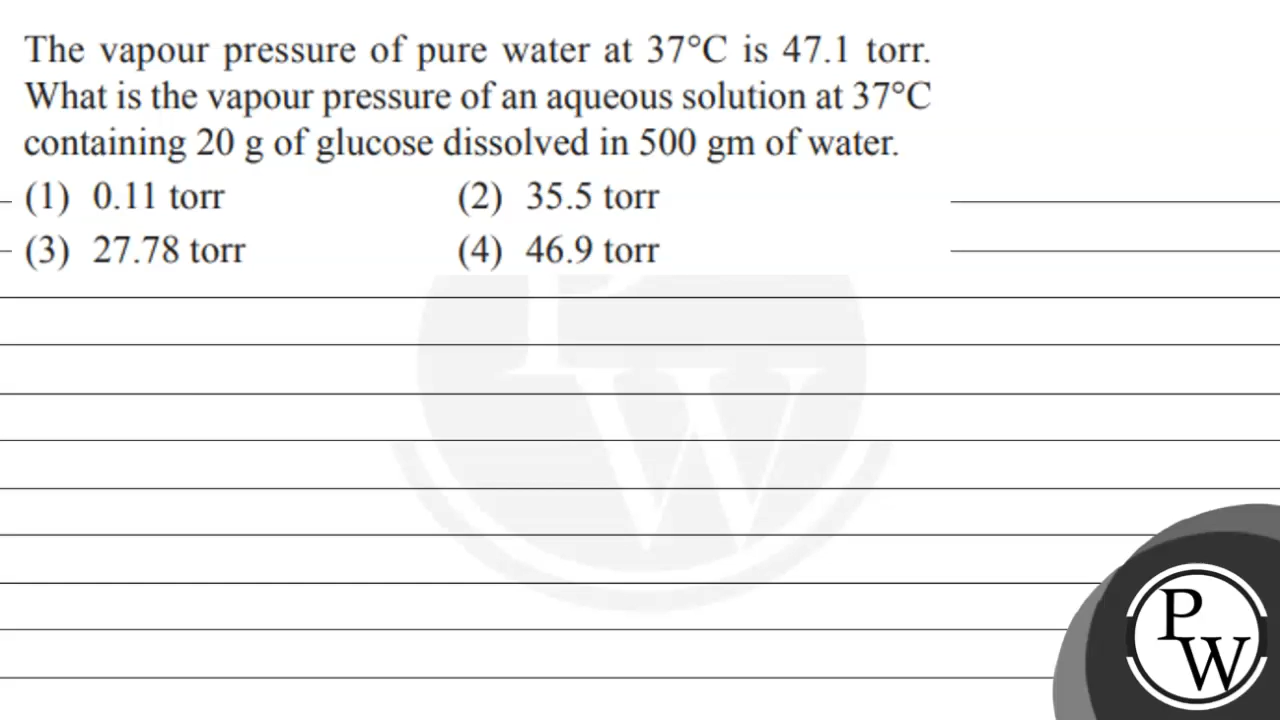 The vapour pressure of pure water at 37°C is 47.1 torr.
What is the vapour pressure of an aqueous solution at 37°C
containing 20 g of glucose dissolved in 500 gm of water.
(1) 0.11 torr (2) 35.5 torr
(3) 27.78 torr (4) 46.9 torr
PW
PW